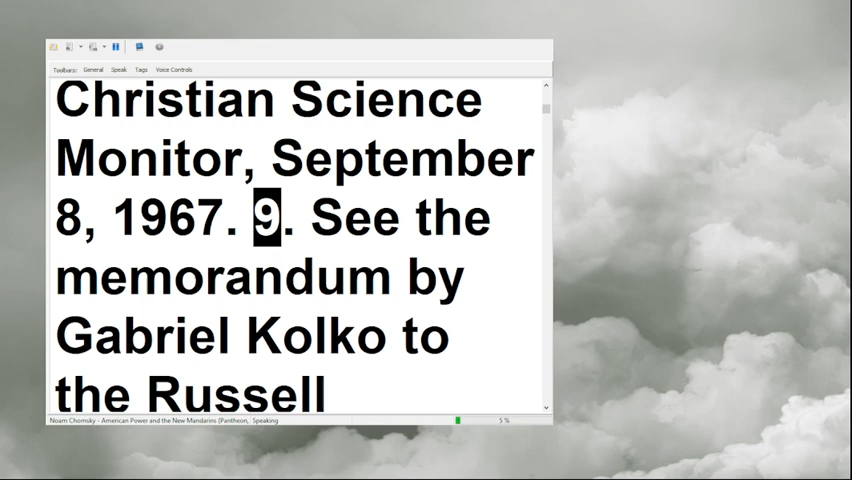 Toolbars: General Speak Tags Voice Controls
Christian Science
Monitor, September
8, 1967. 9. See the
memorandum by
Gabriel Kolko to
the Russell
Noam Chomsky - American Power and the New Mandarins (Pantheon, Speaking 5 %